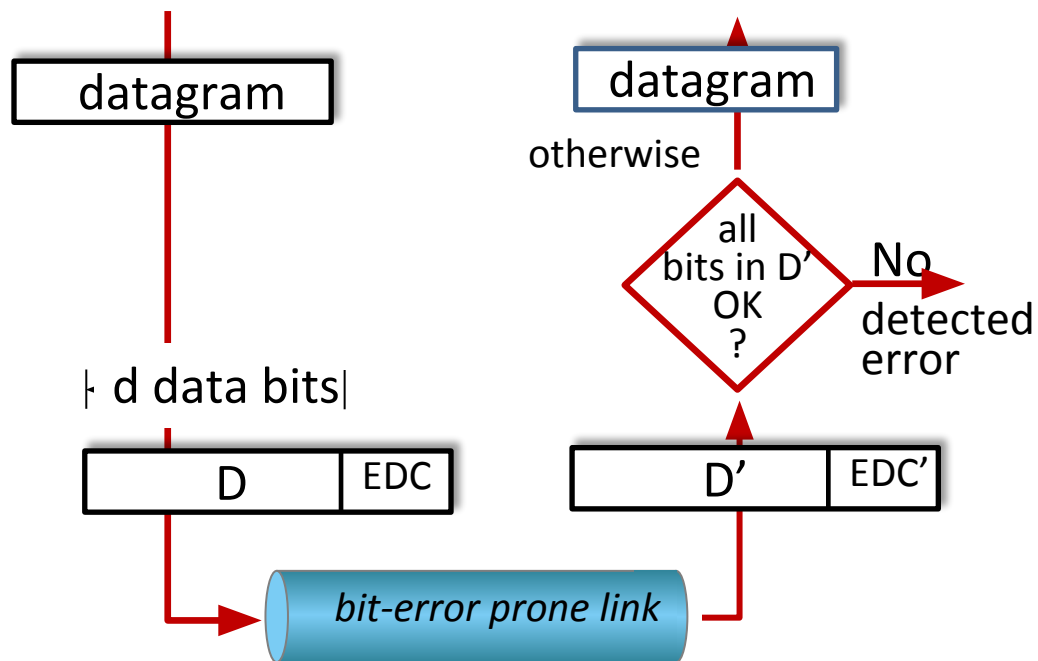 datagram
d data bits
D
EDC
bit-error prone link
datagram
otherwise
all
bits in D’
OK
?
No
detected
error
D’
EDC’